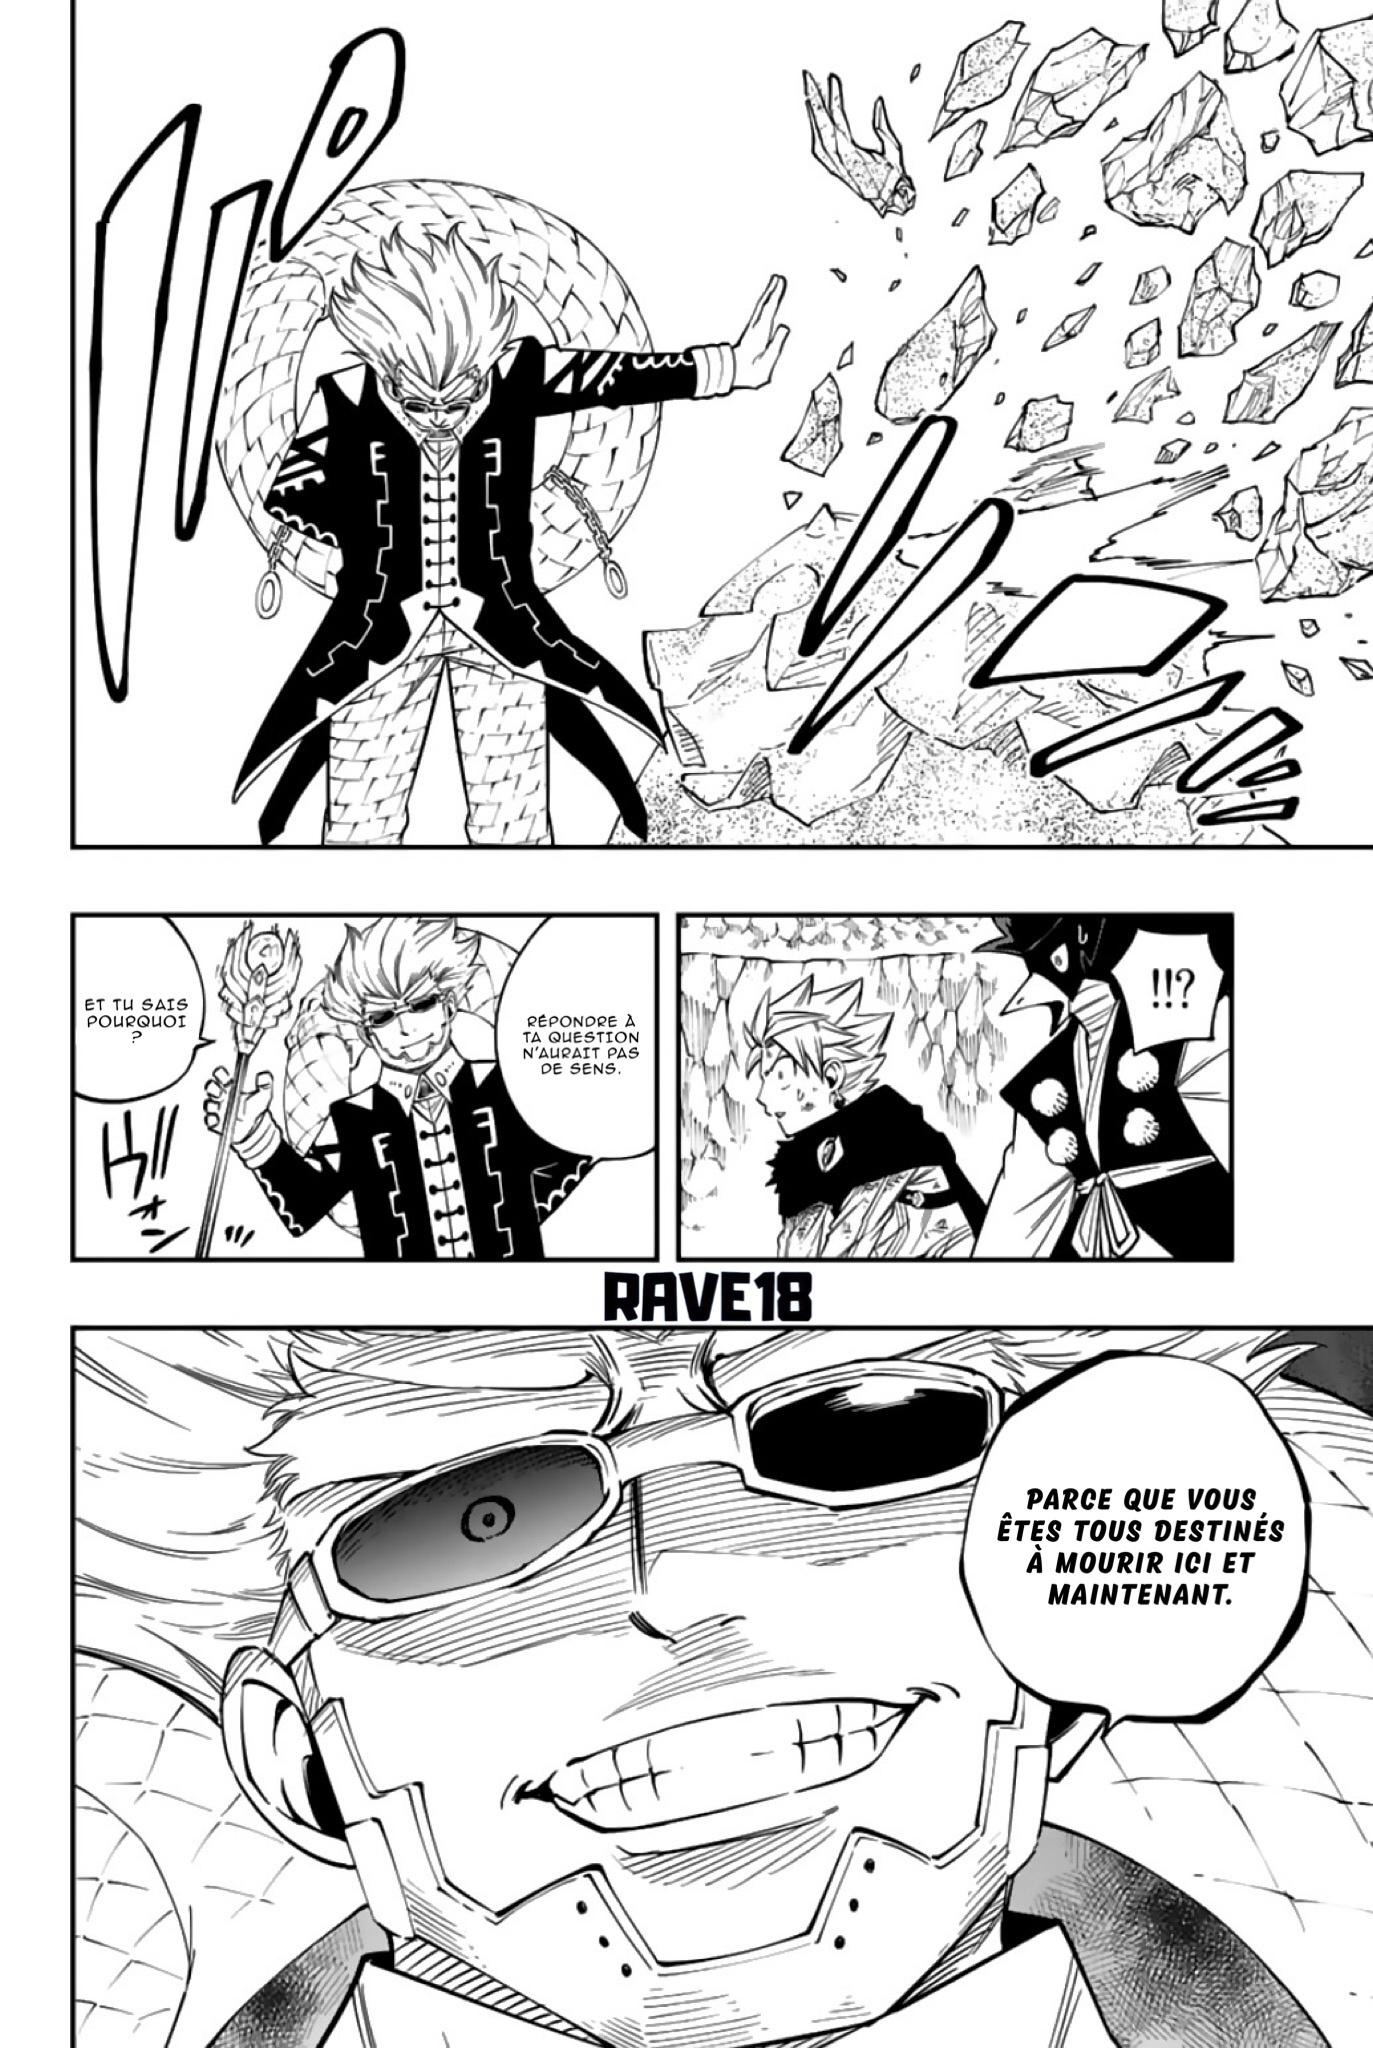 !!?
RÉPONDRE À
TA QUESTION
N'AURAIT PAS
DE SENS.
ET TU SAIS
POURQUOI
?
RAVE18
PARCE QUE VOUS
ÊTES TOUS DESTINÉS
À MOURIR ICI ET
MAINTENANT.